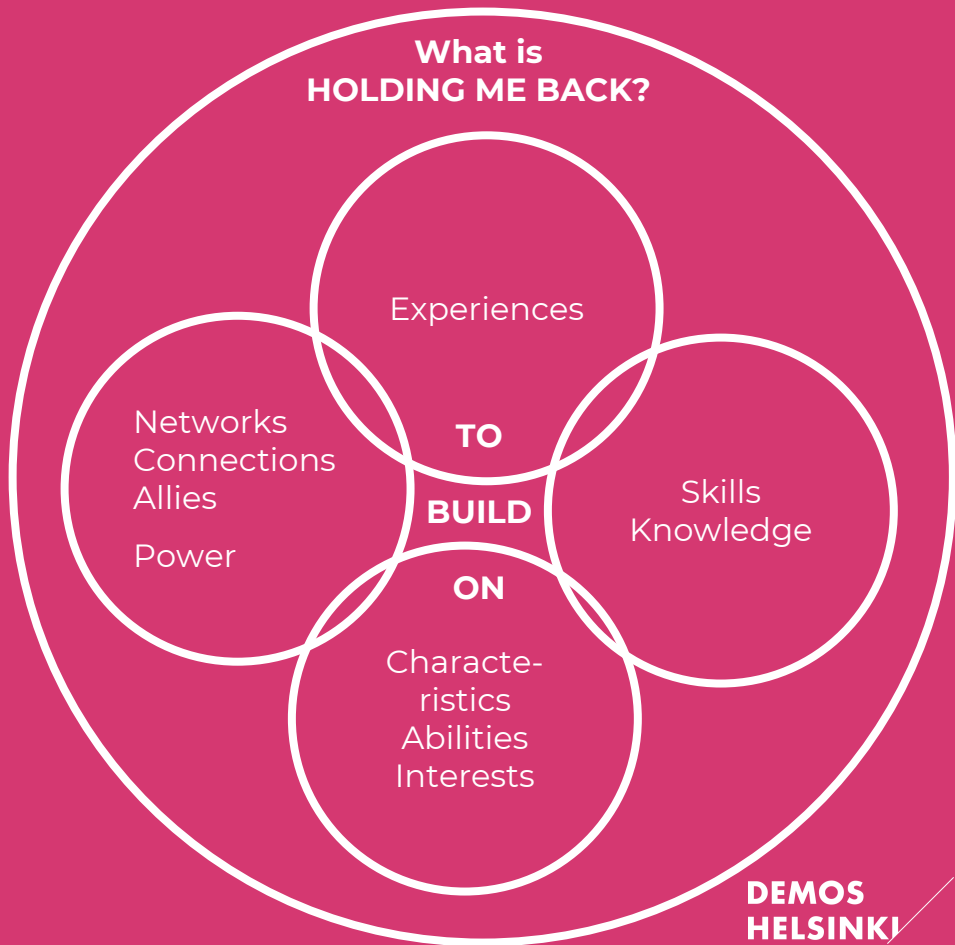 What is
HOLDING ME BACK?
Experiences
TO
Networks
Connections
Allies
Power
BUILD
Skills
Knowledge
ON
Characte-
ristics
Abilities
Interests
DEMOS
HELSINKI